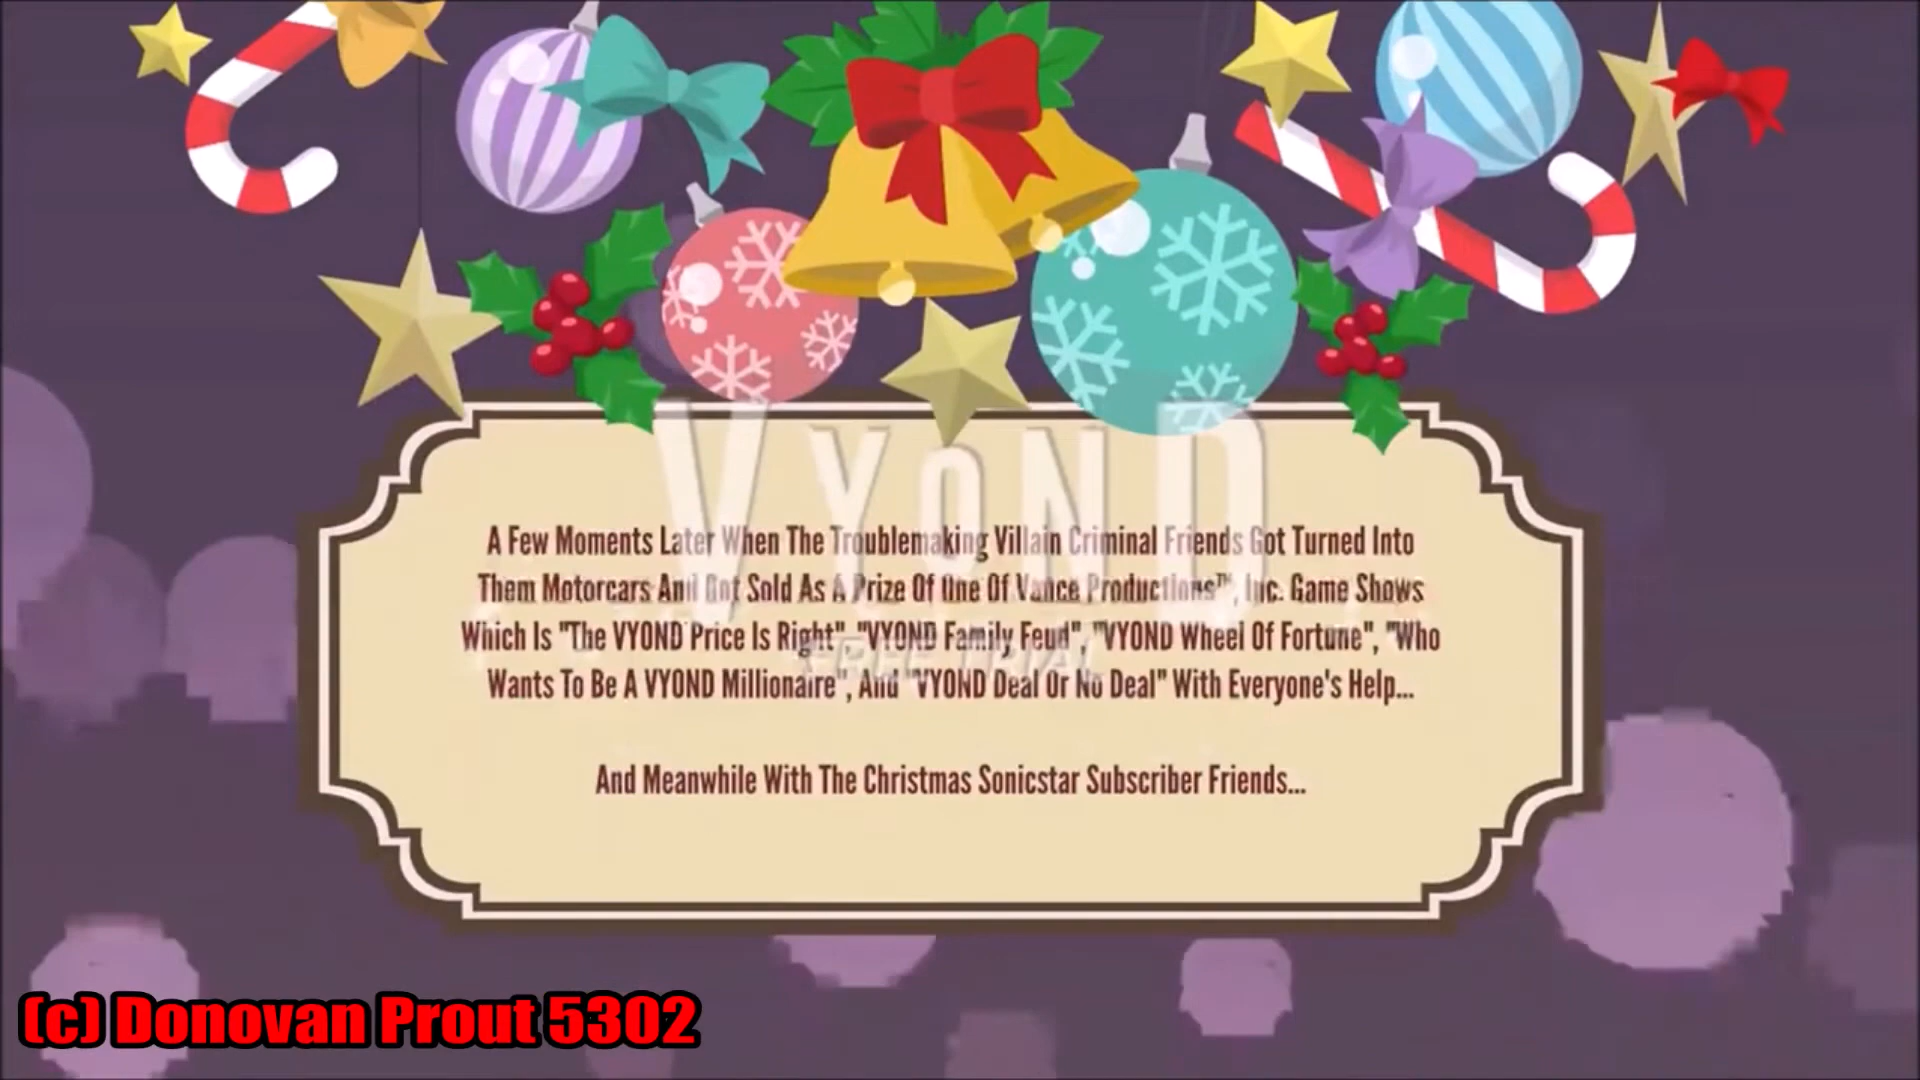 A Few Moments Later When The Troublemaking Villain Criminal Friends Got Turned Into
Them Motorcars And Got Sold As A Prize Of One Of Vance Productions™, Inc. Game Shows
Which Is "The VYOND Price Is Right", "VYOND Family Feud", "VYOND Wheel Of Fortune", "Who
Wants To Be A VYOND Millionaire", And "VYOND Deal Or No Deal" With Everyone's Help...
And Meanwhile With The Christmas Sonicstar Subscriber Friends...
VYOND
FREE TRIAL
(c) Donovan Prout 5302